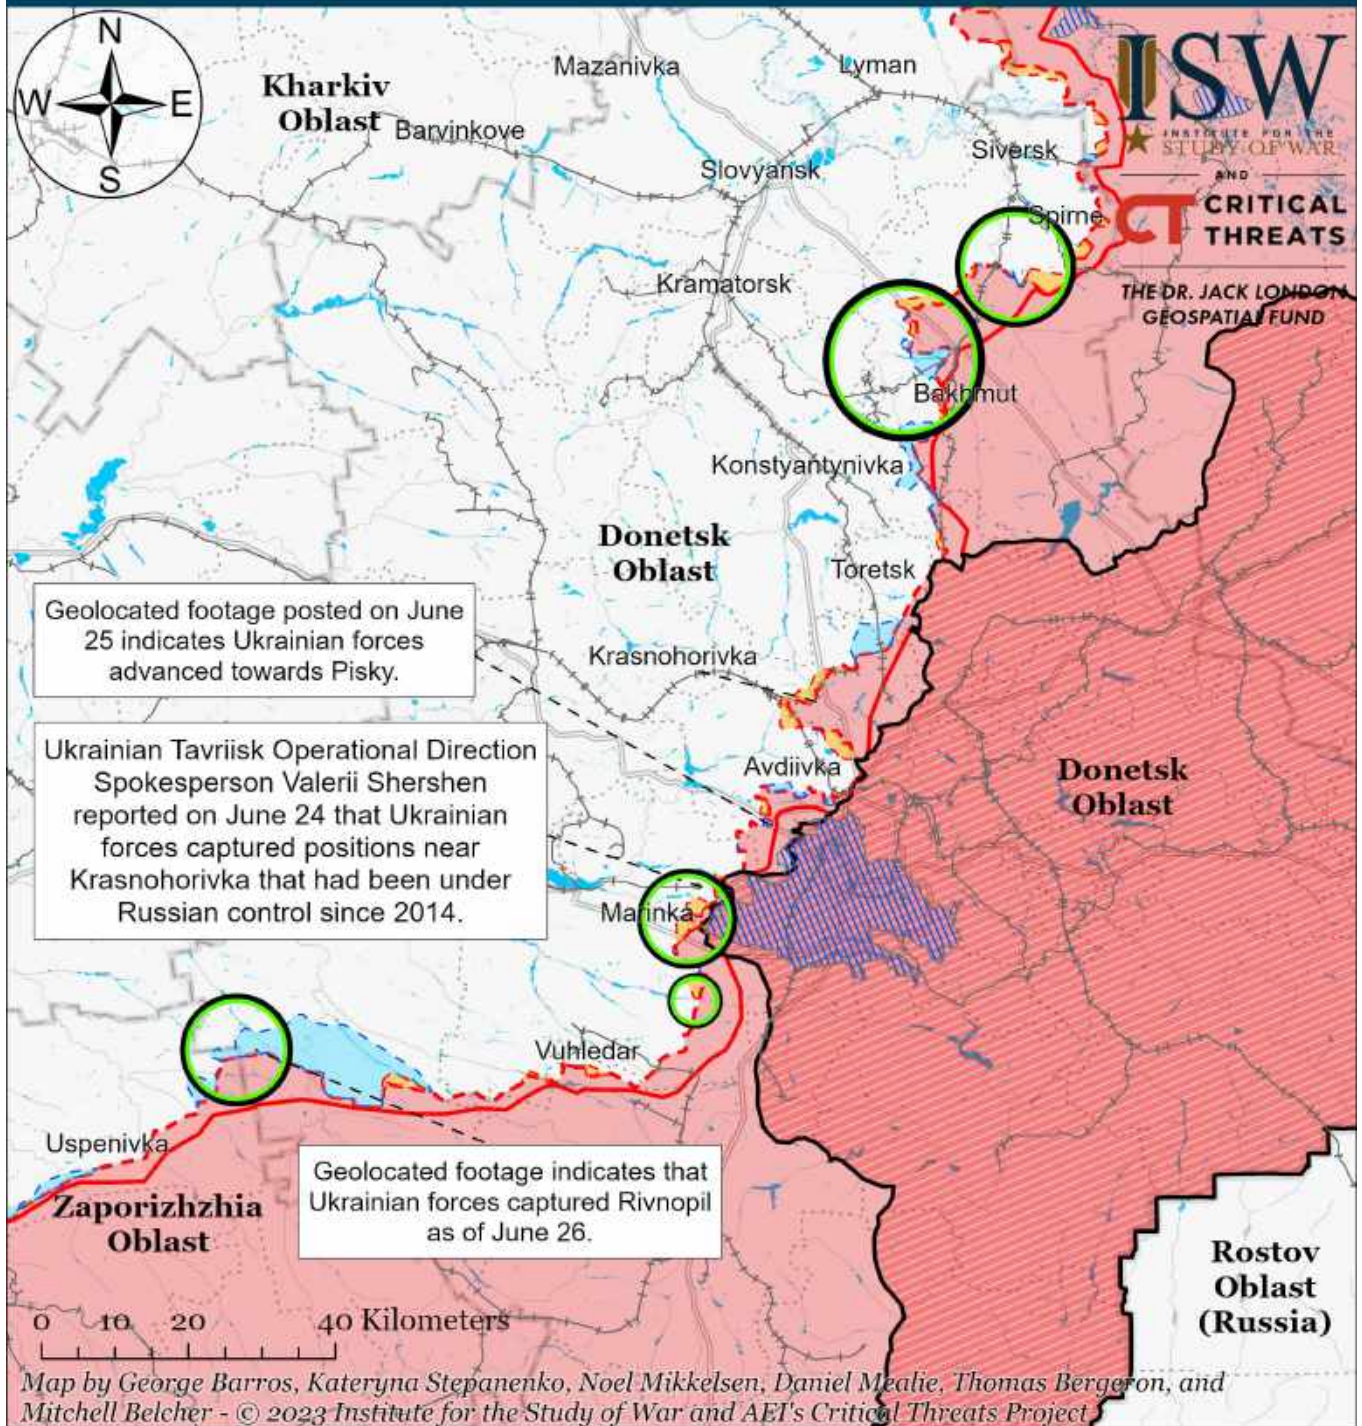 N
W
E
S
Kharkiv
Oblast
Barvinkove
Mazanivka
Lyman
Slovyansk
Siversk
Spirne
Kramatorsk
Bakhmut
Konstyantynivka
ISW
INSTITUTE FOR THE
STUDY OF WAR
AND
CT CRITICAL
THREATS
THE DR. JACK LONDON
GEOSPATIAL FUND
Donetsk
Oblast
Toretsk
Geolocated footage posted on June
25 indicates Ukrainian forces
advanced towards Pisky.
Krasnohorivka
Ukrainian Tavriisk Operational Direction
Spokesperson Valerii Shershen
reported on June 24 that Ukrainian
forces captured positions near
Krasnohorivka that had been under
Russian control since 2014.
Avdiivka
Donetsk
Oblast
Marinka
Vuhledar
Uspenivka
Geolocated footage indicates that
Ukrainian forces captured Rivnopil
as of June 26.
Zaporizhzhia
Oblast
Rostov
Oblast
(Russia)
0 10 20 40 Kilometers
Map by George Barros, Kateryna Stepanenko, Noel Mikkelsen, Daniel Mealie, Thomas Bergeron, and
Mitchell Belcher - © 2023 Institute for the Study of War and AEI's Critical Threats Project